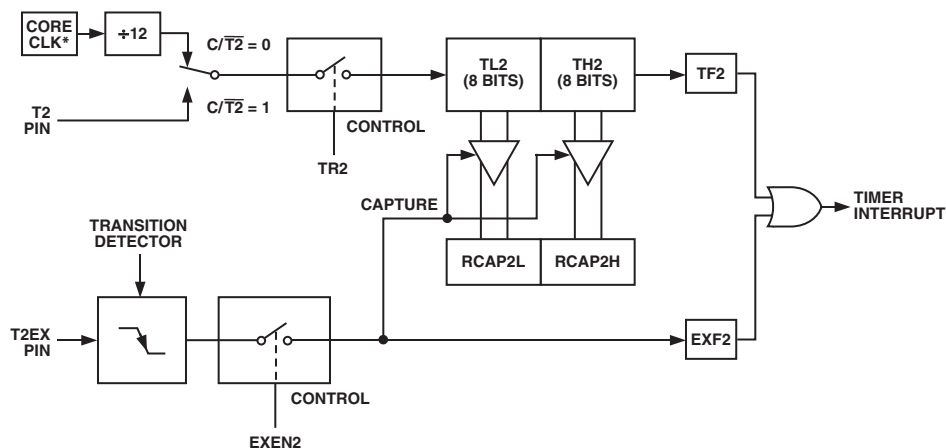 CORE
CLK*
÷12
C/T2 = 0
C/T2 = 1
T2
PIN
CONTROL
TR2
TL2
(8 BITS)
TH2
(8 BITS)
TF2
CAPTURE
TIMER
INTERRUPT
TRANSITION
DETECTOR
RCAP2L
RCAP2H
T2EX
PIN
EXF2
CONTROL
EXEN2